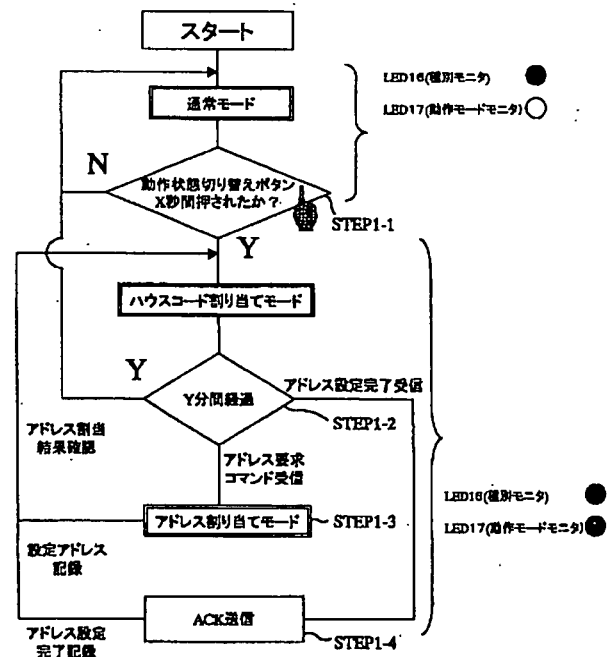 スタート
LED16(種別モニタ)
LED17(動作モードモニタ)
通常モード
N
動作状態切り替えボタン
X秒間押されたか?
STEP1-1
Y
ハウスコード割り当てモード
Y
アドレス設定完了受信
Y分間経過
STEP1-2
アドレス割当
結果確認
アドレス要求
コマンド受信
LED16(種別モニタ)
LED17(動作モードモニタ)
アドレス割り当てモード
STEP1-3
設定アドレス
記録
ACK送信
STEP1-4
アドレス設定
完了記録